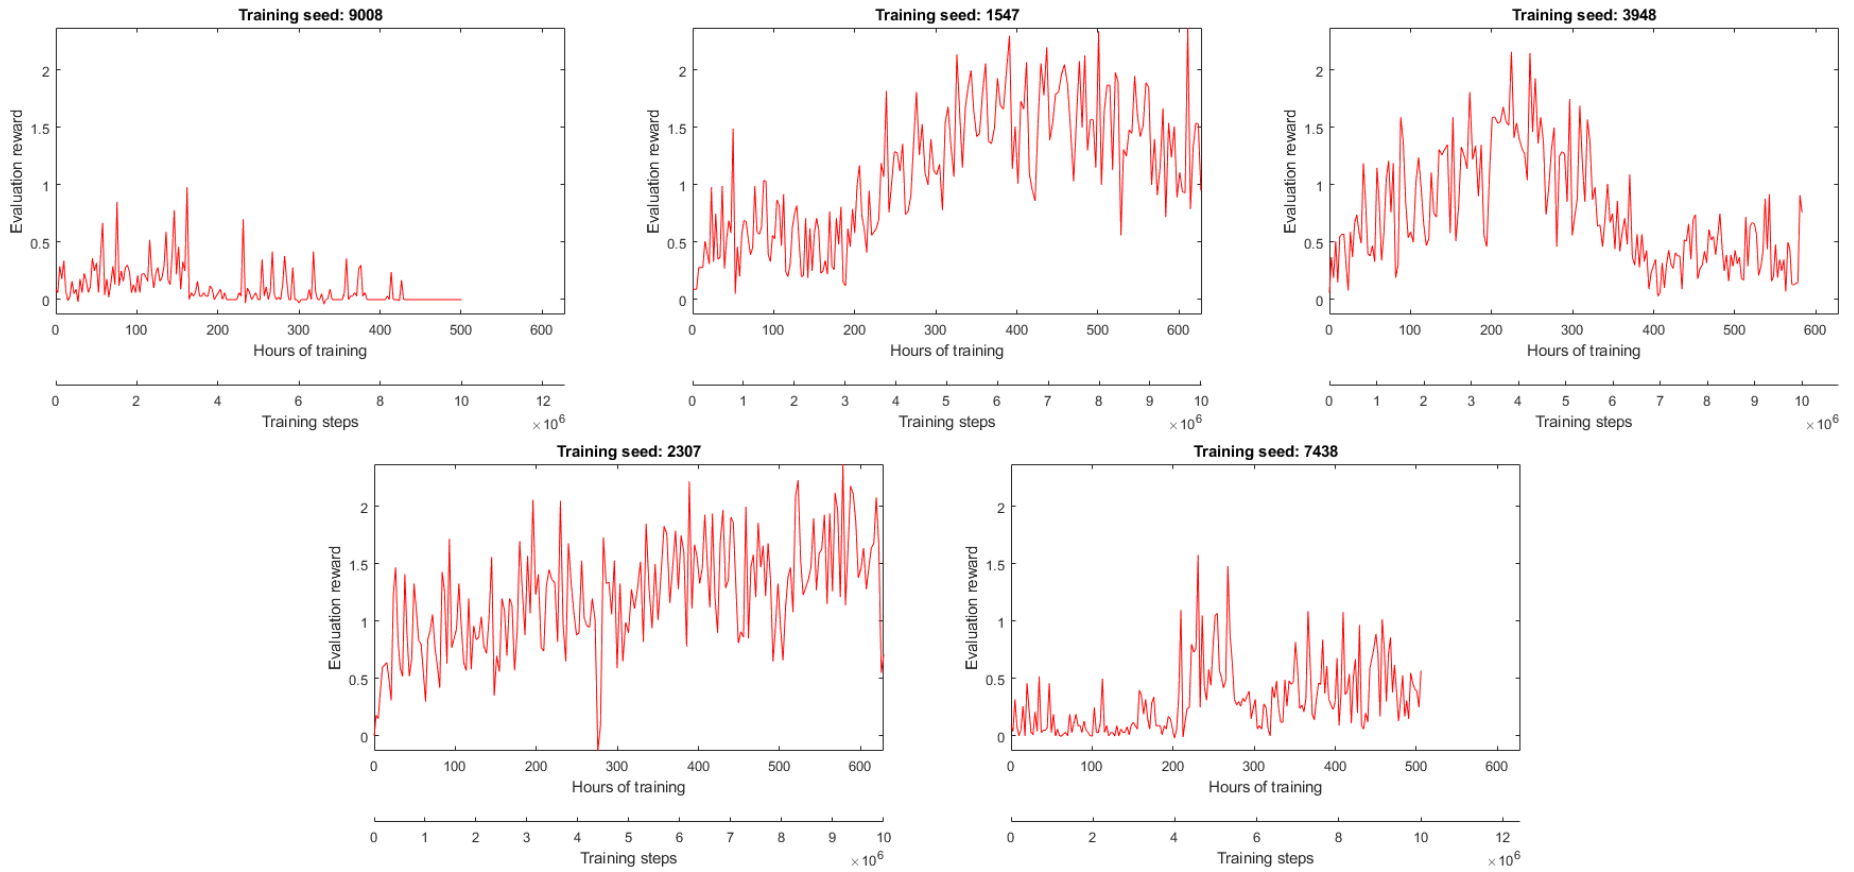 Training seed: 9008
Evaluation reward
2
1.5
1
0.5
0
0 100 200 300 400 500 600
Hours of training
0 2 4 6 8 10 12
Training steps
×10^6
Training seed: 1547
Evaluation reward
2
1.5
1
0.5
0
0 100 200 300 400 500 600
Hours of training
0 1 2 3 4 5 6 7 8 9 10
Training steps
×10^6
Training seed: 3948
Evaluation reward
2
1.5
1
0.5
0
0 100 200 300 400 500 600
Hours of training
0 1 2 3 4 5 6 7 8 9 10
Training steps
×10^6
Training seed: 2307
Evaluation reward
2
1.5
1
0.5
0
0 100 200 300 400 500 600
Hours of training
0 1 2 3 4 5 6 7 8 9 10
Training steps
×10^6
Training seed: 7438
Evaluation reward
2
1.5
1
0.5
0
0 100 200 300 400 500 600
Hours of training
0 2 4 6 8 10 12
Training steps
×10^6